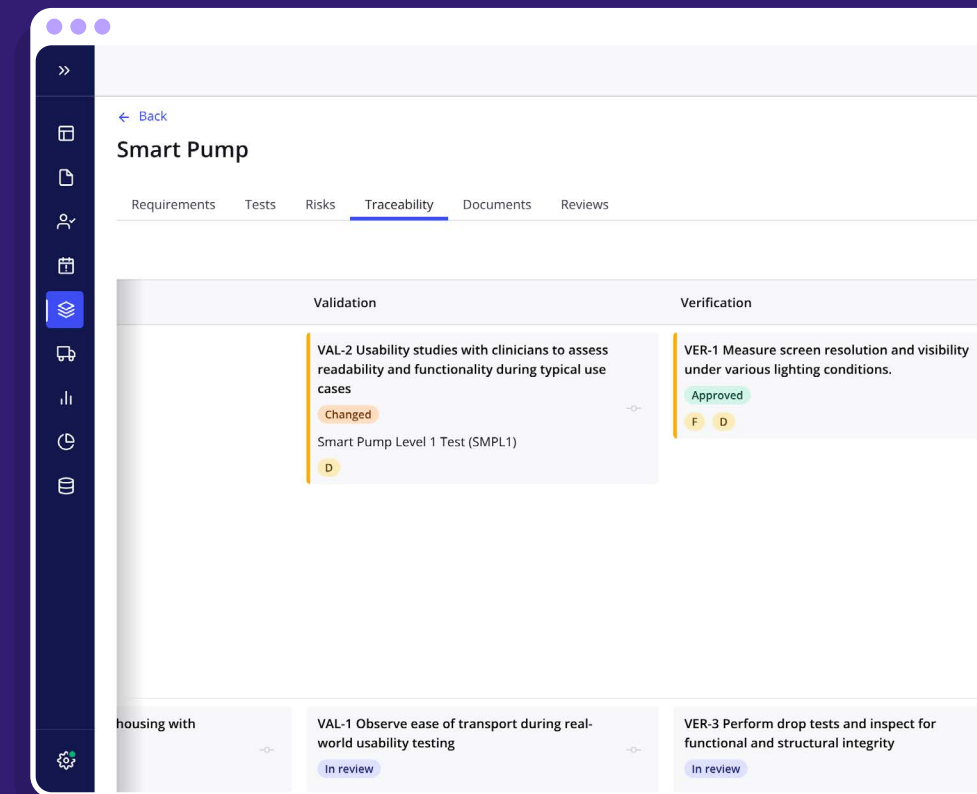 ← Back
Smart Pump
Requirements Tests Risks Traceability Documents Reviews
Validation
Verification
VAL-2 Usability studies with clinicians to assess
readability and functionality during typical use
cases
Changed
Smart Pump Level 1 Test (SMPL1)
D
VER-1 Measure screen resolution and visibility
under various lighting conditions.
Approved
F D
housing with
VAL-1 Observe ease of transport during real-
world usability testing
In review
VER-3 Perform drop tests and inspect for
functional and structural integrity
In review